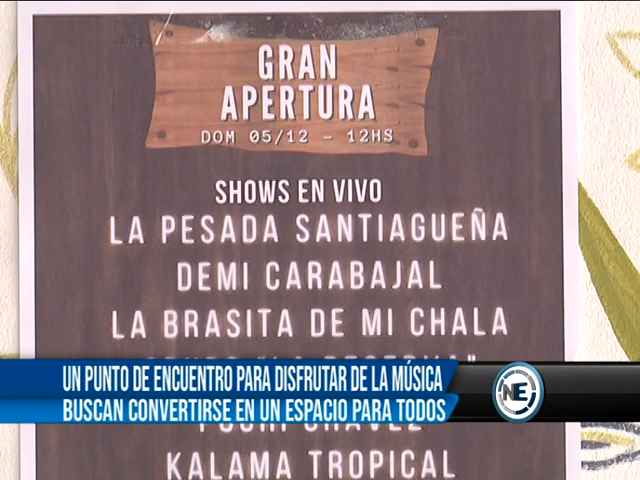 GRAN
APERTURA
DOM 05/12 - 12HS
SHOWS EN VIVO
LA PESADA SANTIAGUEÑA
DEMI CARABAJAL
LA BRASITA DE MI CHALA
UN PUNTO DE ENCUENTRO PARA DISFRUTAR DE LA MÚSICA
BUSCAN CONVERTIRSE EN UN ESPACIO PARA TODOS
NE
KALAMA TROPICAL